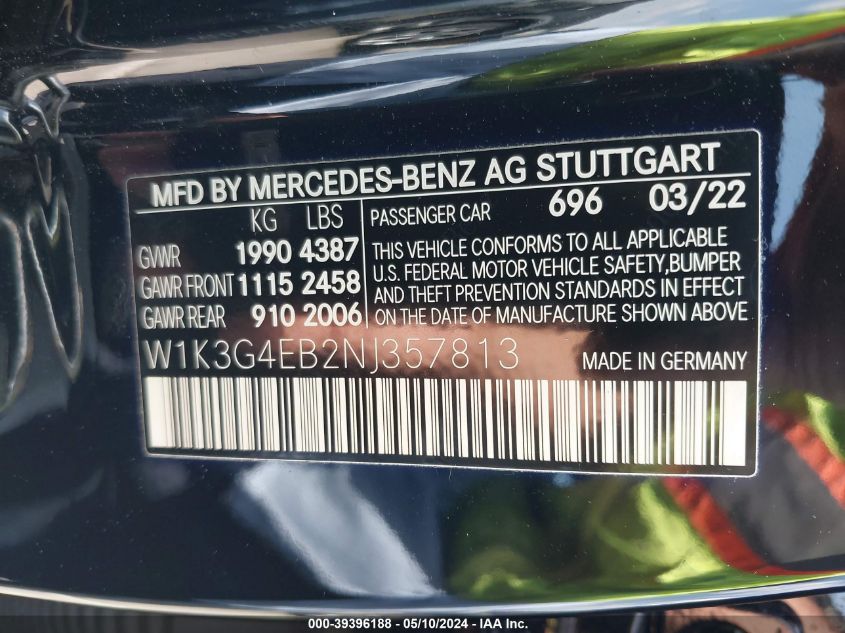 MFD BY MERCEDES-BENZ AG STUTTGART
KG LBS
GVWR 1990 4387
GAWR FRONT 1115 2458
GAWR REAR 910 2006
PASSENGER CAR 696 03/22
THIS VEHICLE CONFORMS TO ALL APPLICABLE
U.S. FEDERAL MOTOR VEHICLE SAFETY,BUMPER
AND THEFT PREVENTION STANDARDS IN EFFECT
ON THE DATE OF MANUFACTURE SHOWN ABOVE
W1K3G4EB2NJ357813 MADE IN GERMANY
000-39396188 - 05/10/2024 - IAA Inc.